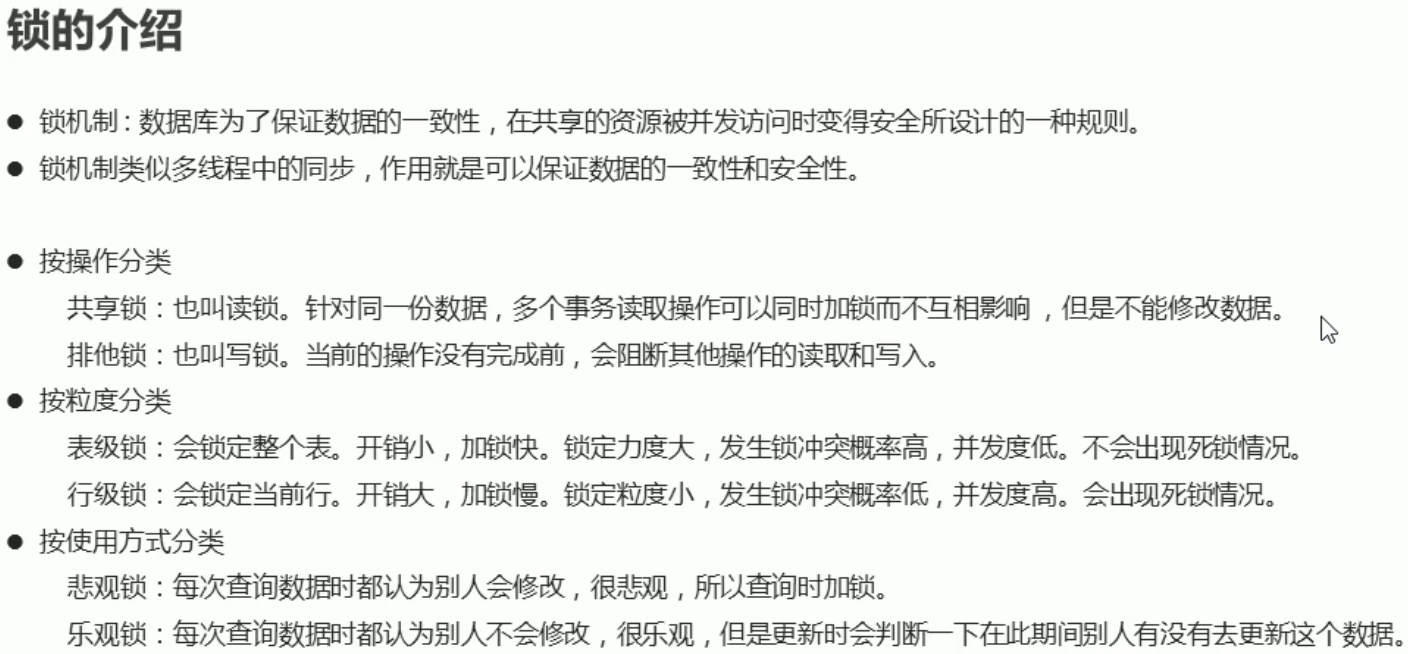 锁的介绍
● 锁机制：数据库为了保证数据的一致性，在共享的资源被并发访问时变得安全所设计的一种规则。
● 锁机制类似多线程中的同步，作用就是可以保证数据的一致性和安全性。
● 按操作分类
共享锁：也叫读锁。针对同一份数据，多个事务读取操作可以同时加锁而不互相影响 ，但是不能修改数据。
排他锁：也叫写锁。当前的操作没有完成前，会阻断其他操作的读取和写入。
● 按粒度分类
表级锁：会锁定整个表。开销小，加锁快。锁定力度大，发生锁冲突概率高，并发度低。不会出现死锁情况。
行级锁：会锁定当前行。开销大，加锁慢。锁定粒度小，发生锁冲突概率低，并发度高。会出现死锁情况。
● 按使用方式分类
悲观锁：每次查询数据时都认为别人会修改，很悲观，所以查询时加锁。
乐观锁：每次查询数据时都认为别人不会修改，很乐观，但是更新时会判断一下在此期间别人有没有去更新这个数据。